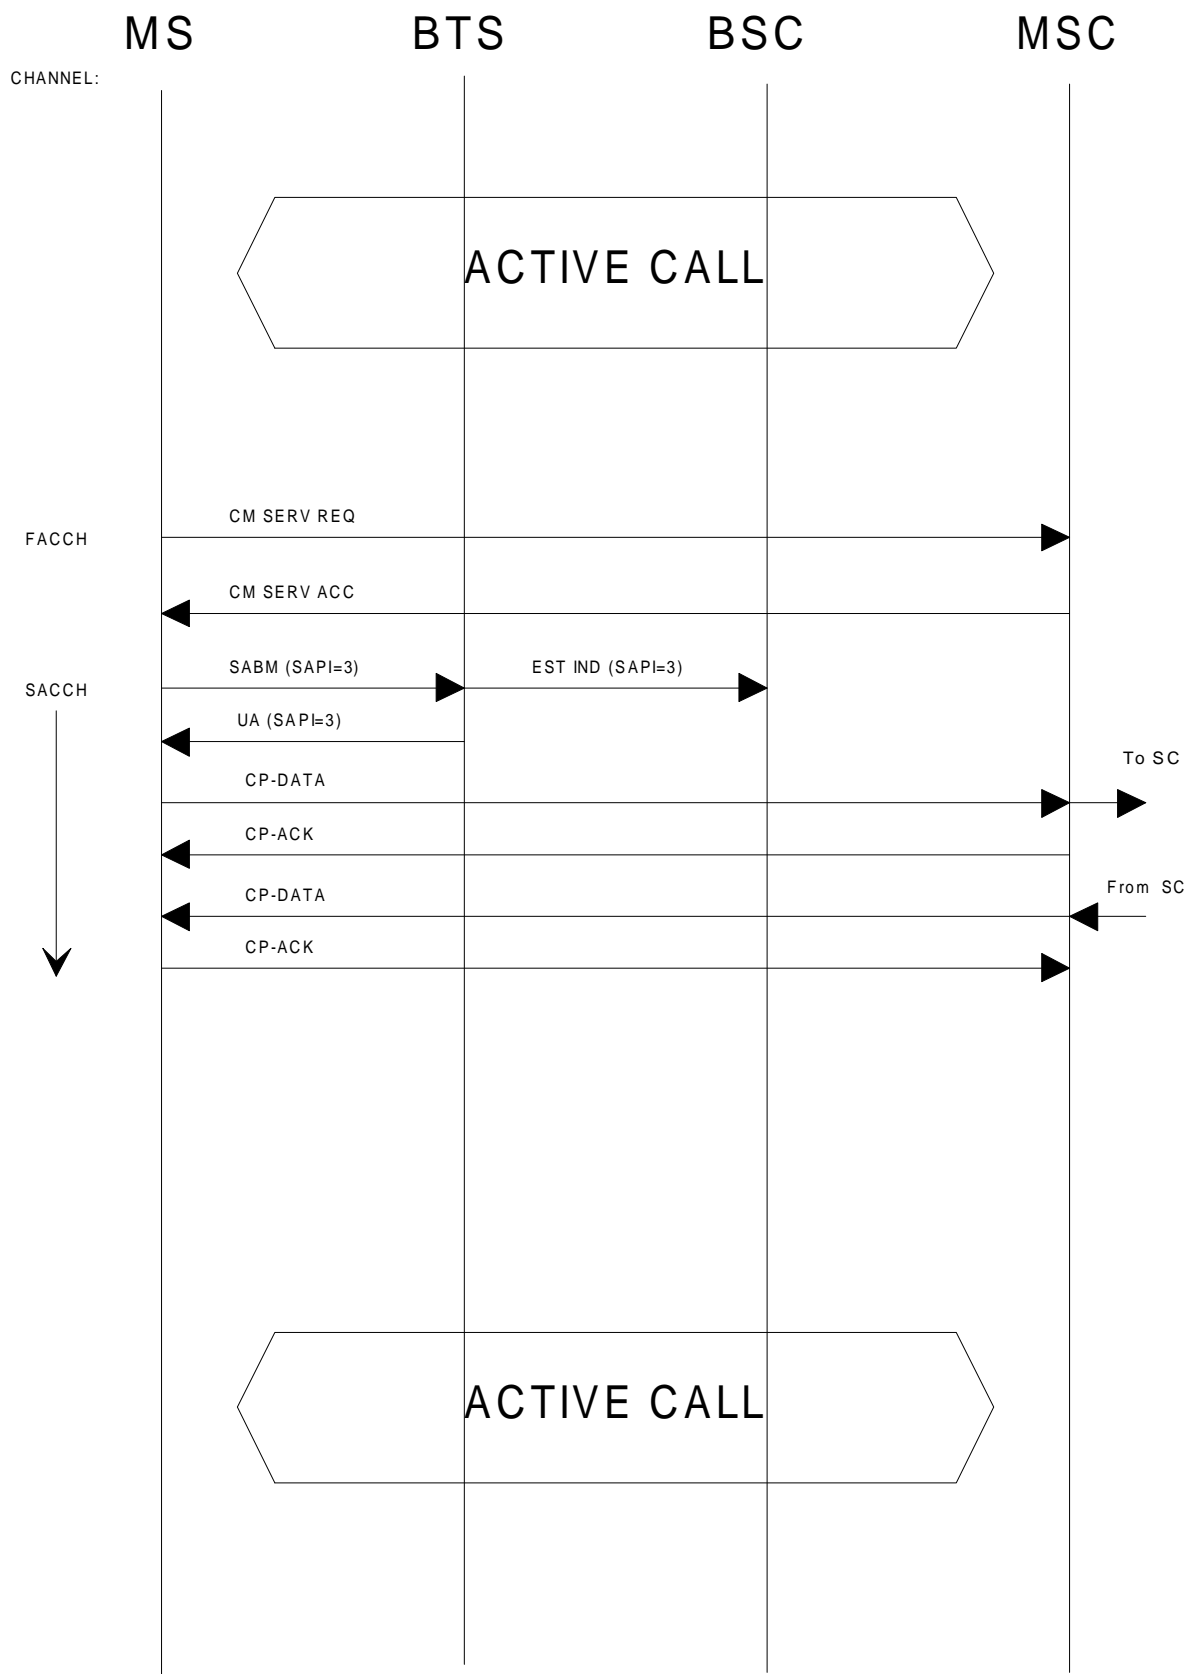 MS BTS BSC MSC
CHANNEL:
ACTIVE CALL
CM SERV REQ
FACCH
CM SERV ACC
SABM (SAPI=3) EST IND (SAPI=3)
SACCH
UA (SAPI=3)
To SC
CP-DATA
CP-ACK
From SC
CP-DATA
CP-ACK
ACTIVE CALL